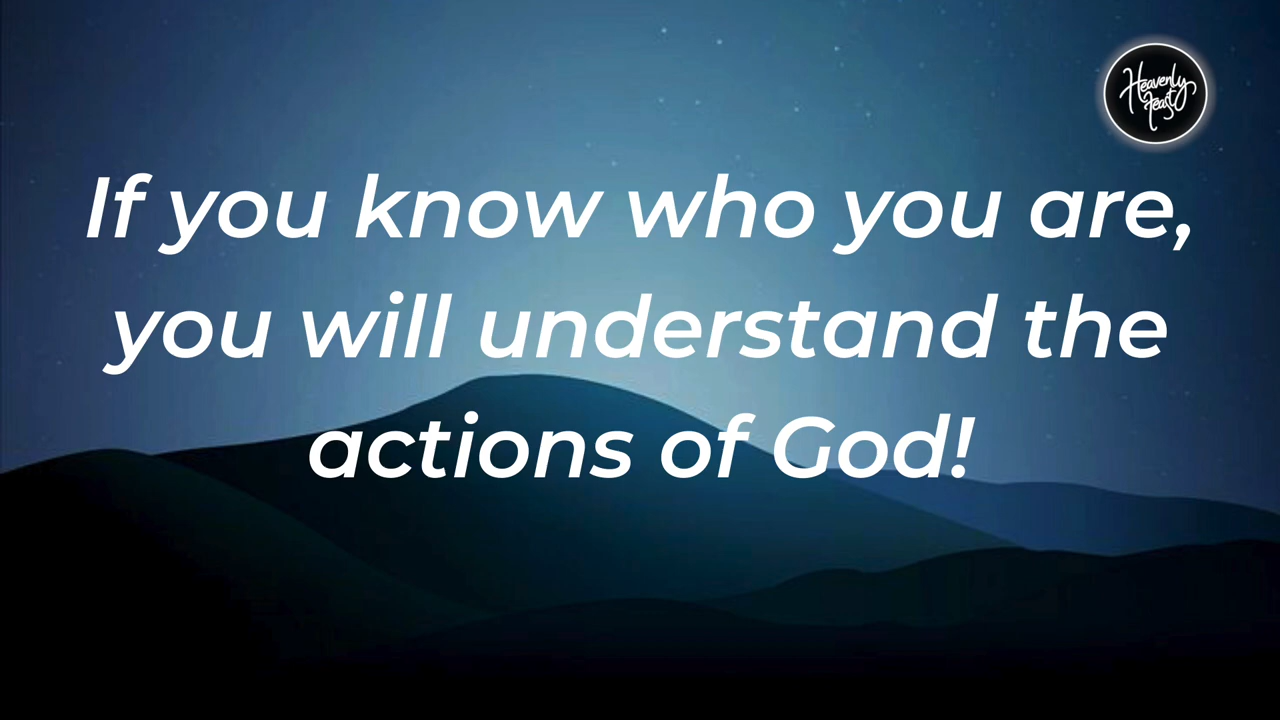 Heavenly
feast
If you know who you are,
you will understand the
actions of God!